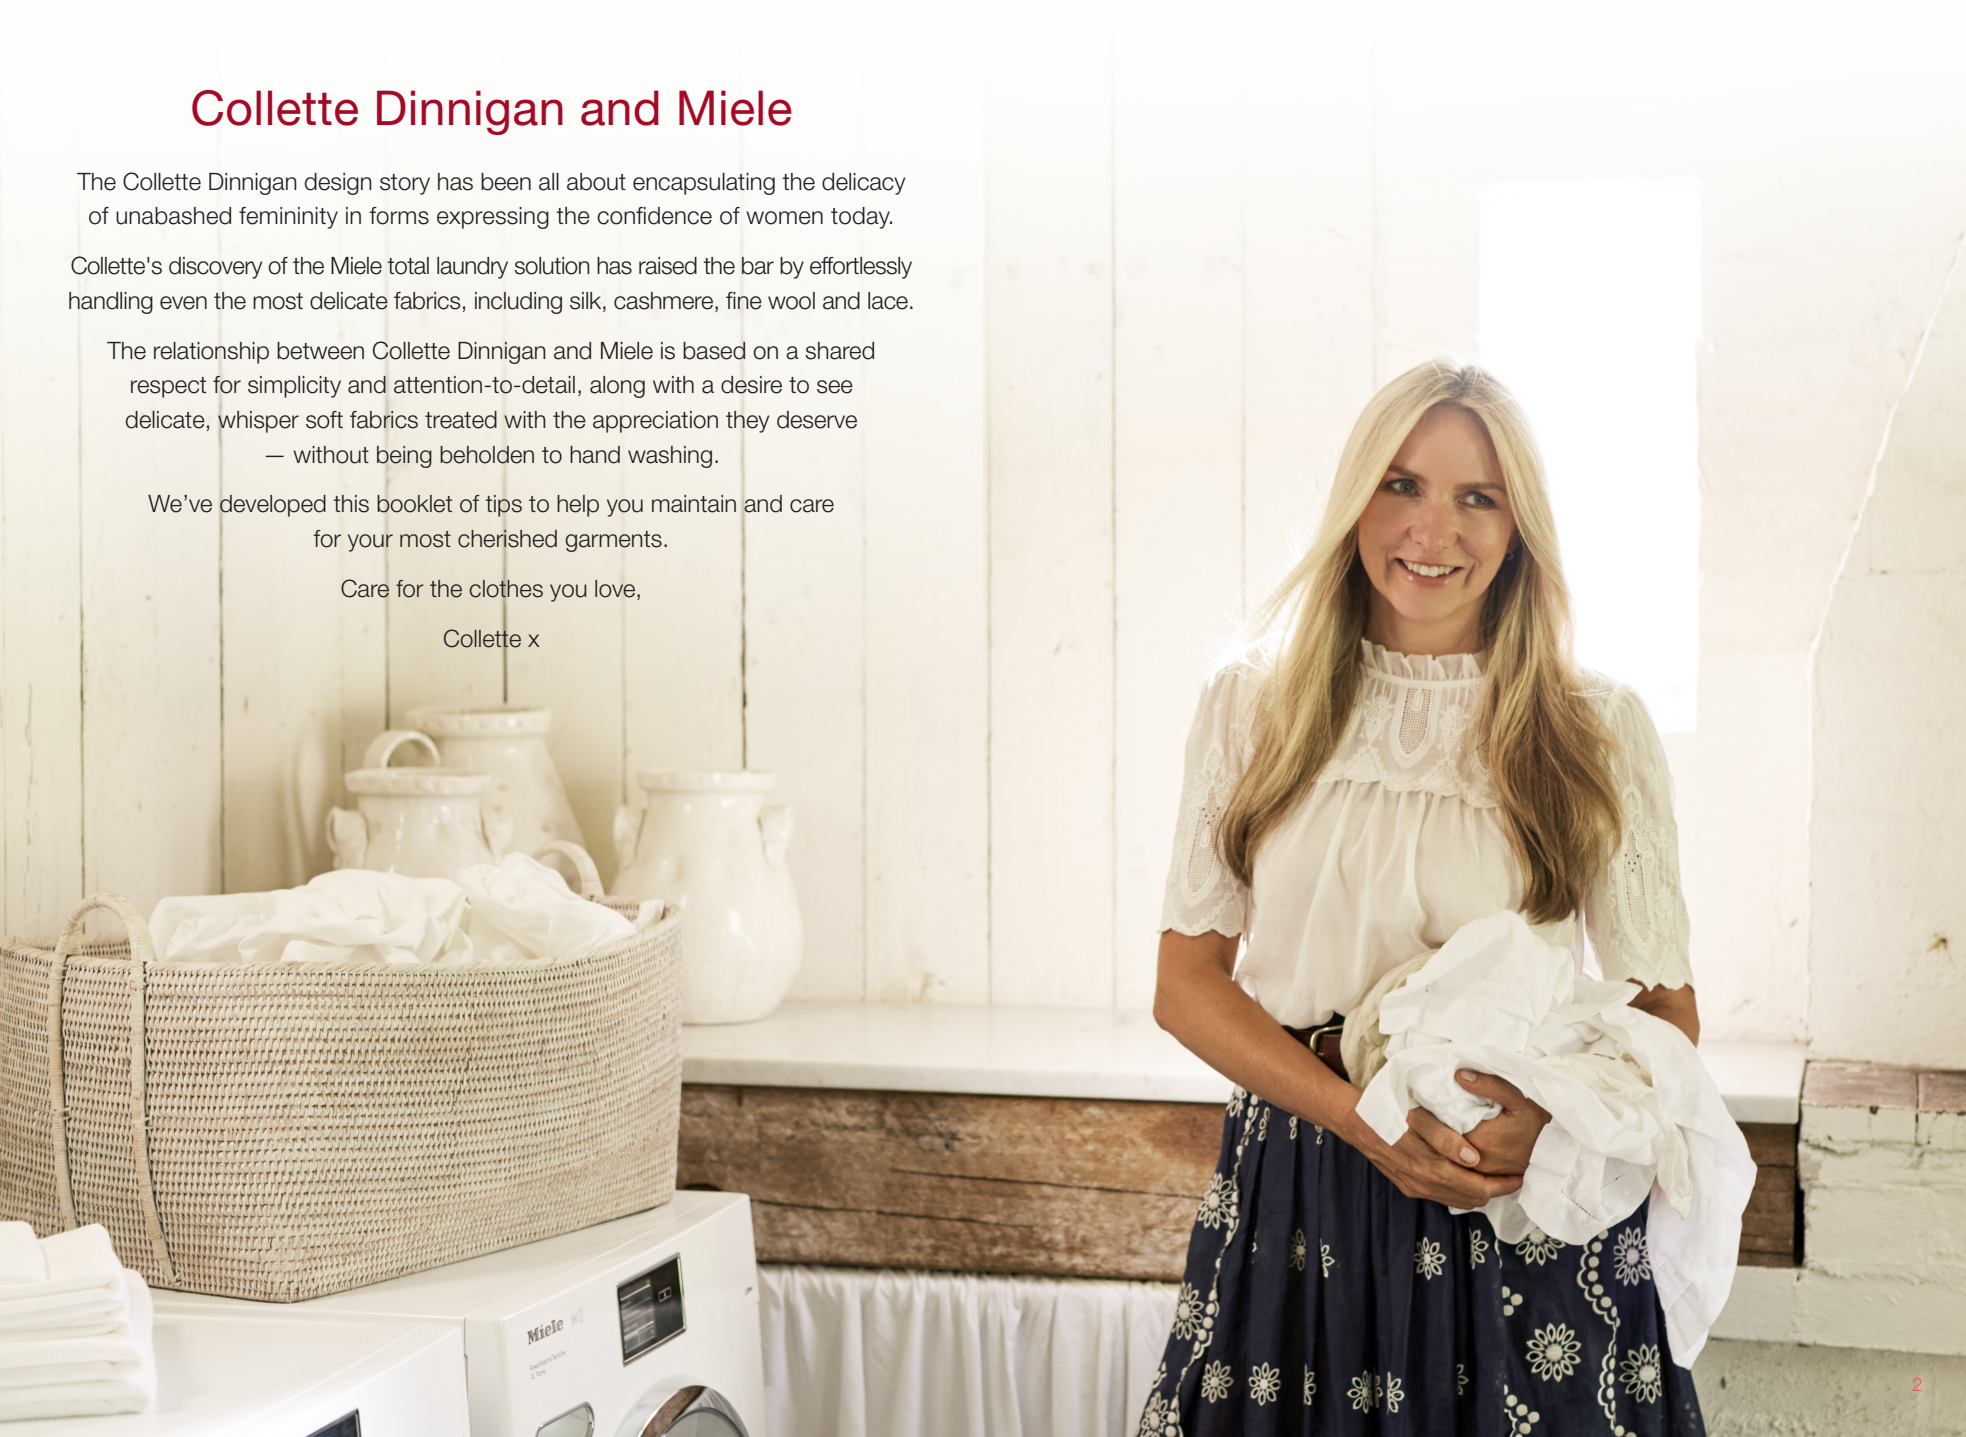 Collette Dinnigan and Miele
The Collette Dinnigan design story has been all about encapsulating the delicacy
of unabashed femininity in forms expressing the confidence of women today.
Collette's discovery of the Miele total laundry solution has raised the bar by effortlessly
handling even the most delicate fabrics, including silk, cashmere, fine wool and lace.
The relationship between Collette Dinnigan and Miele is based on a shared
respect for simplicity and attention-to-detail, along with a desire to see
delicate, whisper soft fabrics treated with the appreciation they deserve
— without being beholden to hand washing.
We’ve developed this booklet of tips to help you maintain and care
for your most cherished garments.
Care for the clothes you love,
Collette x
Miele
2